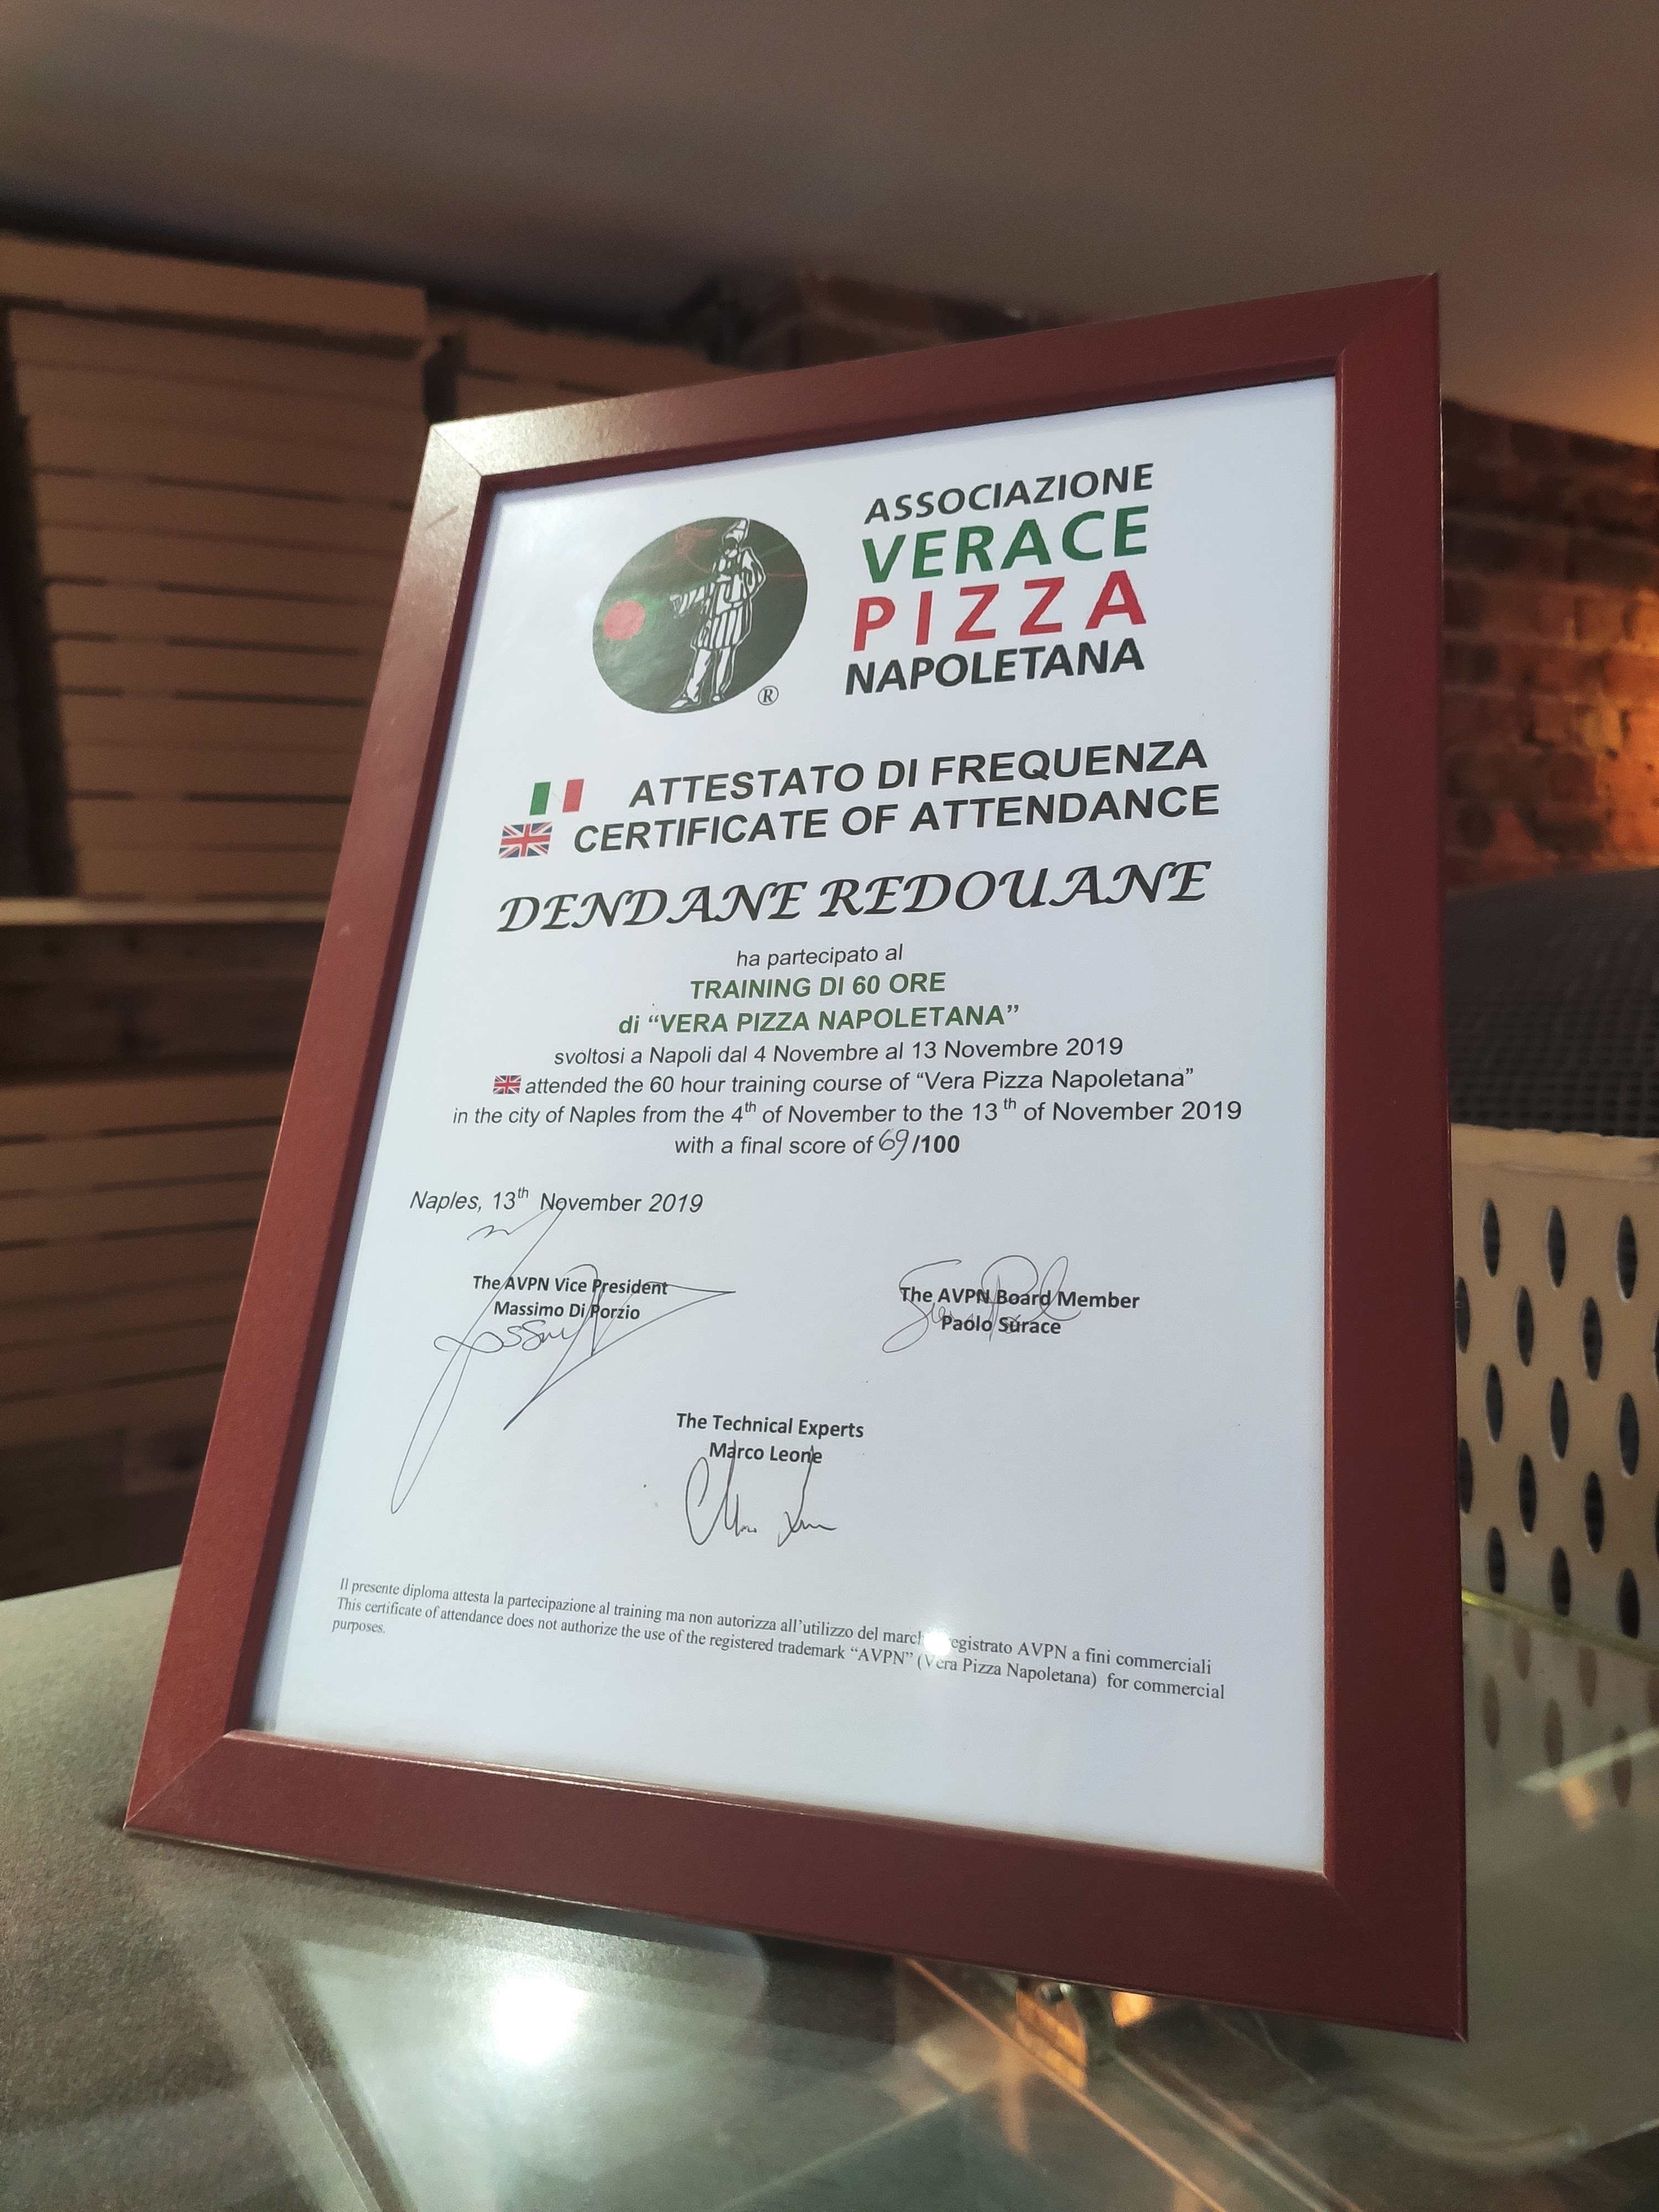 ASSOCIAZIONE
VERACE
PIZZA
NAPOLETANA
®
ATTESTATO DI FREQUENZA
CERTIFICATE OF ATTENDANCE
DENDANE REDOUANE
ha partecipato al
TRAINING DI 60 ORE
di “VERA PIZZA NAPOLETANA”
svoltosi a Napoli dal 4 Novembre al 13 Novembre 2019
attended the 60 hour training course of “Vera Pizza Napoletana”
in the city of Naples from the 4th of November to the 13th of November 2019
with a final score of 69/100
Naples, 13th November 2019
The AVPN Vice President
Massimo Di Porzio
The AVPN Board Member
Paolo Surace
The Technical Experts
Marco Leone
Il presente diploma attesta la partecipazione al training ma non autorizza all’utilizzo del AVPN a fini commerciali
This certificate of attendance does not authorize the use of the registered trademark “AVPN” (Vera Pizza Napoletana) for commercial
purposes.